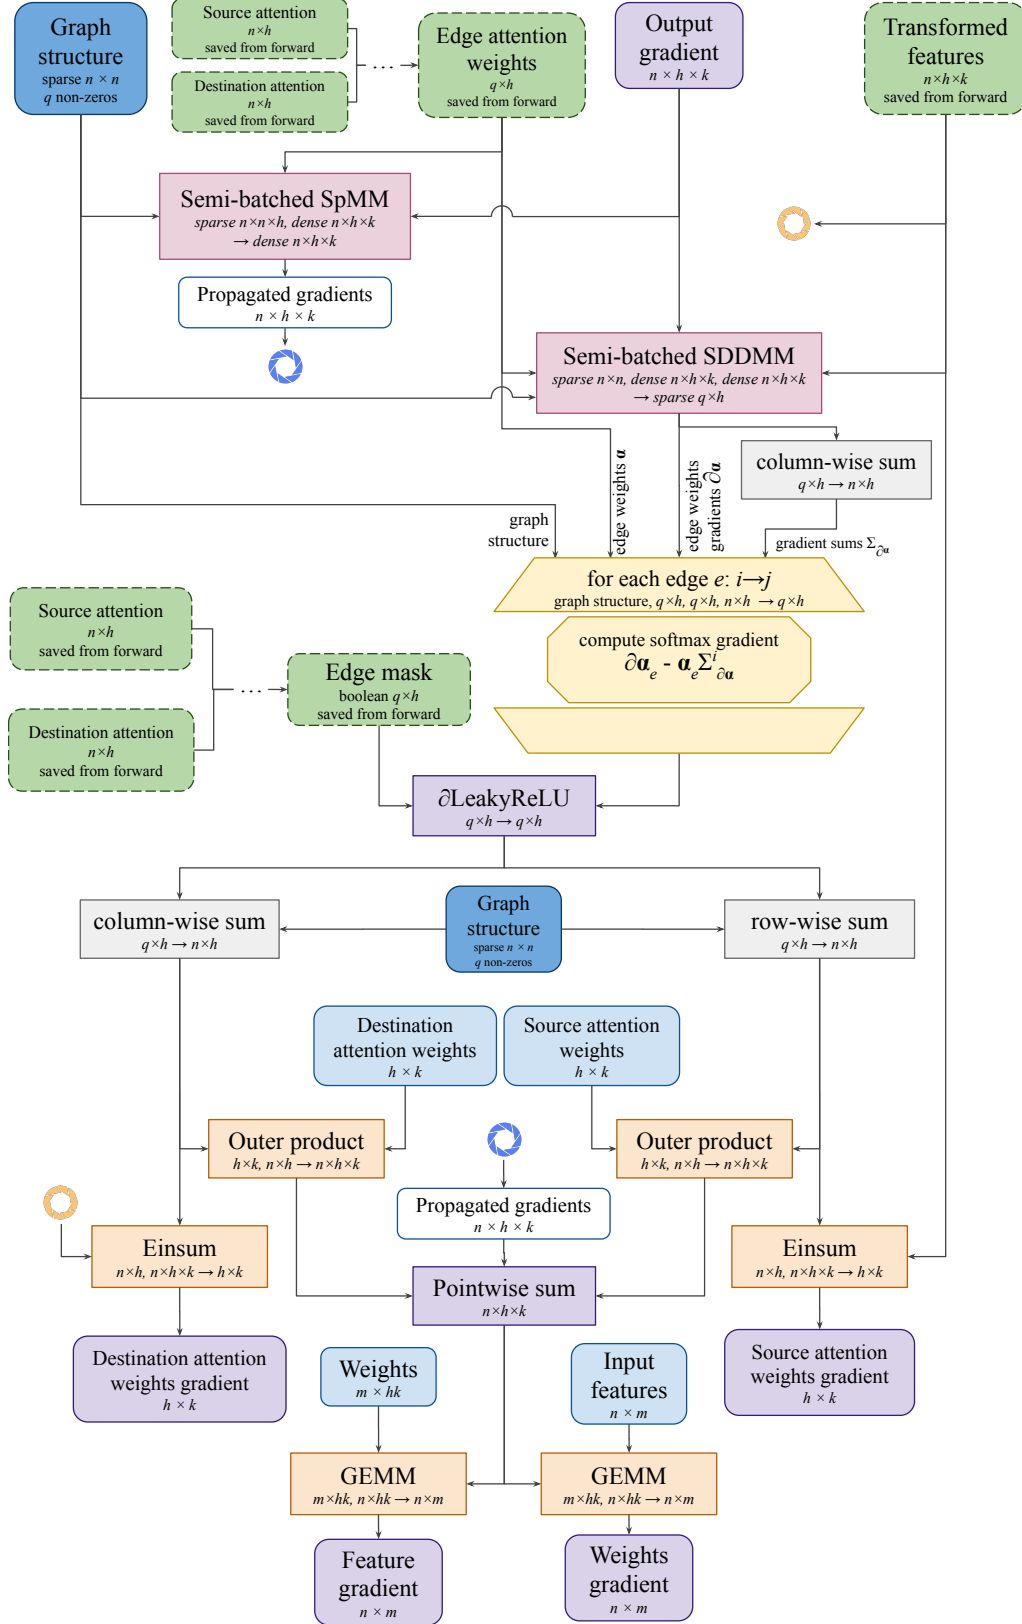 Graph
structure
sparse n × n
q non-zeros
Source attention
n×h
saved from forward
Destination attention
n×h
saved from forward
...
Edge attention
weights
q×h
saved from forward
Output
gradient
n × h × k
Transformed
features
n×h×k
saved from forward
Semi-batched SpMM
sparse n×n×h, dense n×h×k
→ dense n×h×k
Propagated gradients
n × h × k
Semi-batched SDDMM
sparse n×n, dense n×h×k, dense n×h×k
→ sparse q×h
column-wise sum
q×h → n×h
graph
structure
edge weights α
edge weights
gradients ∂α
gradient sums Σ∂α
for each edge e: i→j
graph structure, q×h, q×h, n×h → q×h
compute softmax gradient
∂αe - αeΣi∂α
Source attention
n×h
saved from forward
Destination attention
n×h
saved from forward
...
Edge mask
boolean q×h
saved from forward
∂LeakyReLU
q×h → q×h
column-wise sum
q×h → n×h
Graph
structure
sparse n × n
q non-zeros
row-wise sum
q×h → n×h
Destination
attention weights
h × k
Source attention
weights
h × k
Outer product
h×k, n×h → n×h×k
Outer product
h×k, n×h → n×h×k
Propagated gradients
n × h × k
Einsum
n×h, n×h×k → h×k
Pointwise sum
n×h×k
Einsum
n×h, n×h×k → h×k
Destination attention
weights gradient
h × k
Weights
m × hk
Input
features
n × m
Source attention
weights gradient
h × k
GEMM
m×hk, n×hk → n×m
GEMM
m×hk, n×hk → n×m
Feature
gradient
n × m
Weights
gradient
n × m